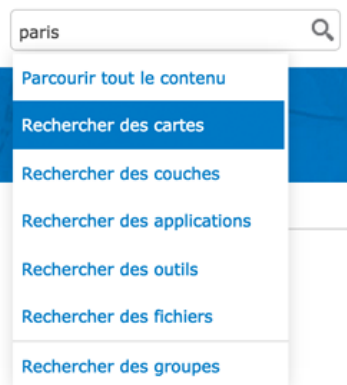 paris
Parcourir tout le contenu
Rechercher des cartes
Rechercher des couches
Rechercher des applications
Rechercher des outils
Rechercher des fichiers
Rechercher des groupes